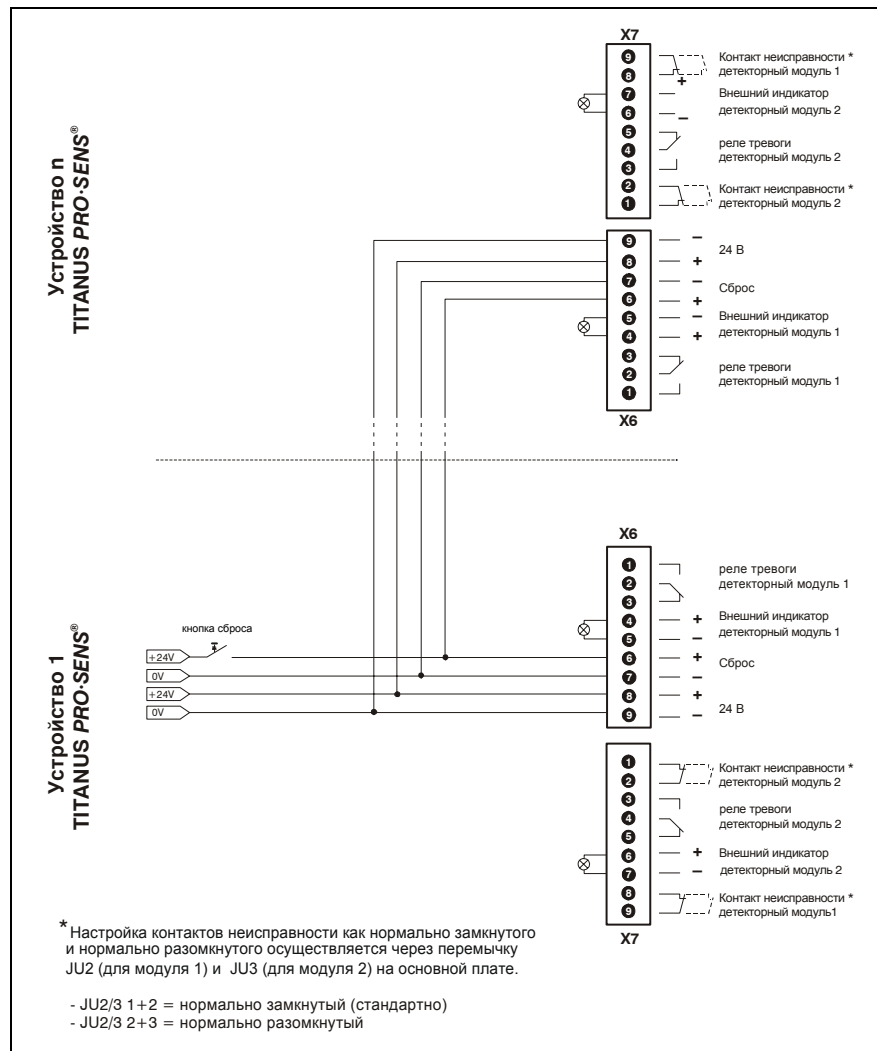 Устройство n
TITANUS PRO·SENS®
X7
9
8
7
6
5
4
3
2
1
Контакт неисправности *
детекторный модуль 1
+
Внешний индикатор
детекторный модуль 2
–
реле тревоги
детекторный модуль 2
Контакт неисправности *
детекторный модуль 2
9
8
7
6
5
4
3
2
1
X6
–
24 В
+
–
Сброс
+
– Внешний индикатор
+ детекторный модуль 1
реле тревоги
детекторный модуль 1
Устройство 1
TITANUS PRO·SENS®
кнопка сброса
+24V
0V
+24V
0V
X6
1
2
3
4
5
6
7
8
9
реле тревоги
детекторный модуль 1
+ Внешний индикатор
– детекторный модуль 1
+
Сброс
–
+
24 В
–
1
2
3
4
5
6
7
8
9
X7
Контакт неисправности *
детекторный модуль 2
реле тревоги
детекторный модуль 2
+ Внешний индикатор
– детекторный модуль 2
Контакт неисправности *
детекторный модуль1
* Настройка контактов неисправности как нормально замкнутого
и нормально разомкнутого осуществляется через перемычку
JU2 (для модуля 1) и JU3 (для модуля 2) на основной плате.
- JU2/3 1+2 = нормально замкнутый (стандартно)
- JU2/3 2+3 = нормально разомкнутый